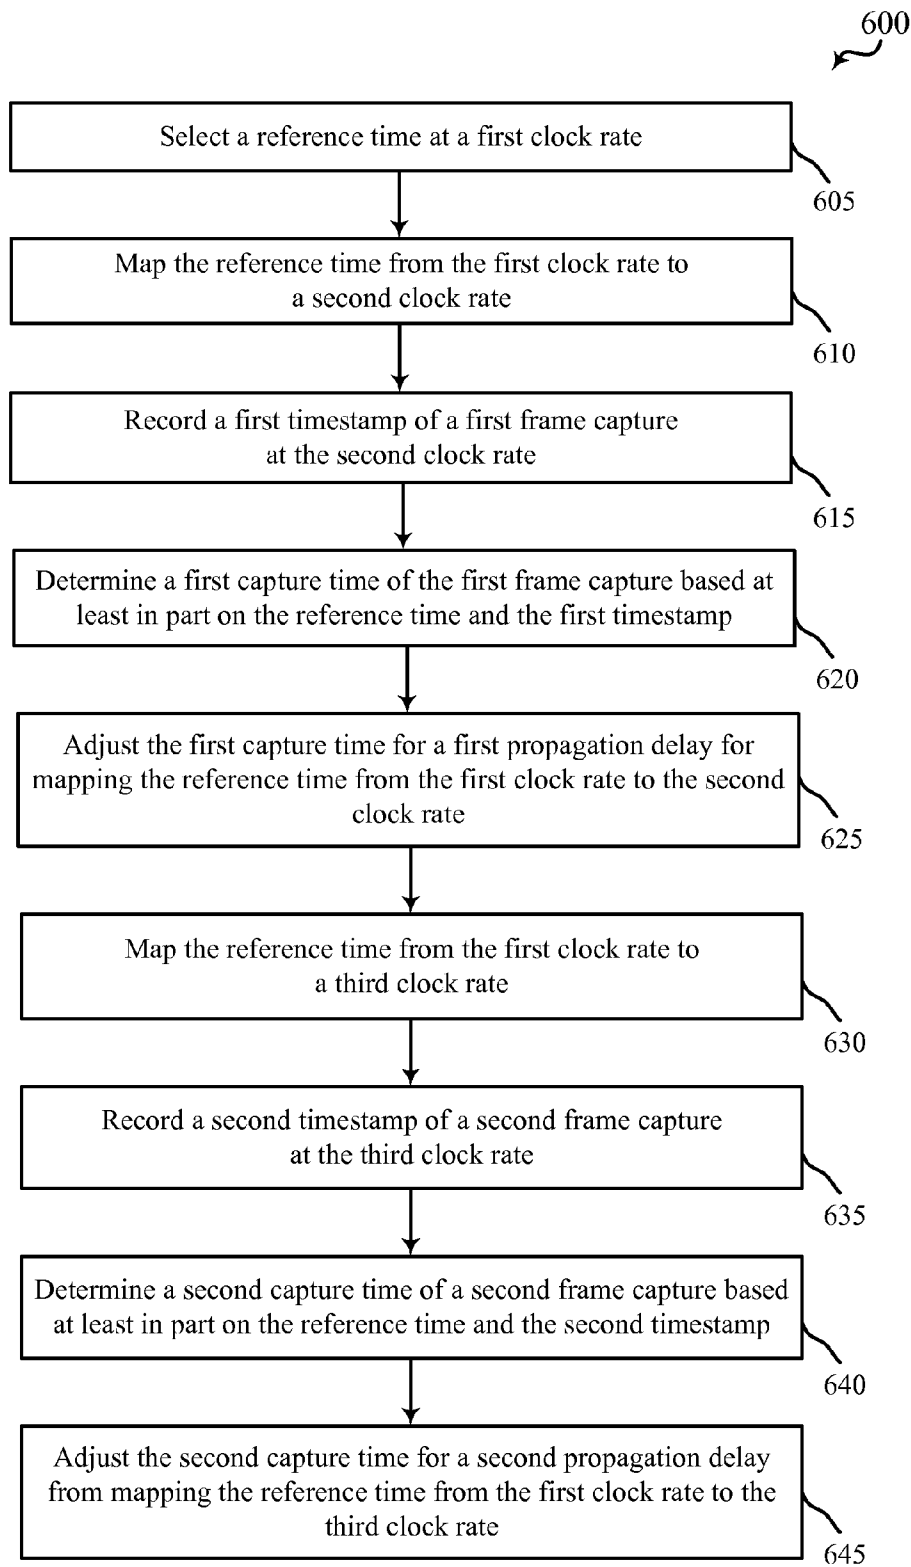 600
Select a reference time at a first clock rate
605
Map the reference time from the first clock rate to
a second clock rate
610
Record a first timestamp of a first frame capture
at the second clock rate
615
Determine a first capture time of the first frame capture based at
least in part on the reference time and the first timestamp
620
Adjust the first capture time for a first propagation delay for
mapping the reference time from the first clock rate to the second
clock rate
625
Map the reference time from the first clock rate to
a third clock rate
630
Record a second timestamp of a second frame capture
at the third clock rate
635
Determine a second capture time of a second frame capture based
at least in part on the reference time and the second timestamp
640
Adjust the second capture time for a second propagation delay
from mapping the reference time from the first clock rate to the
third clock rate
645